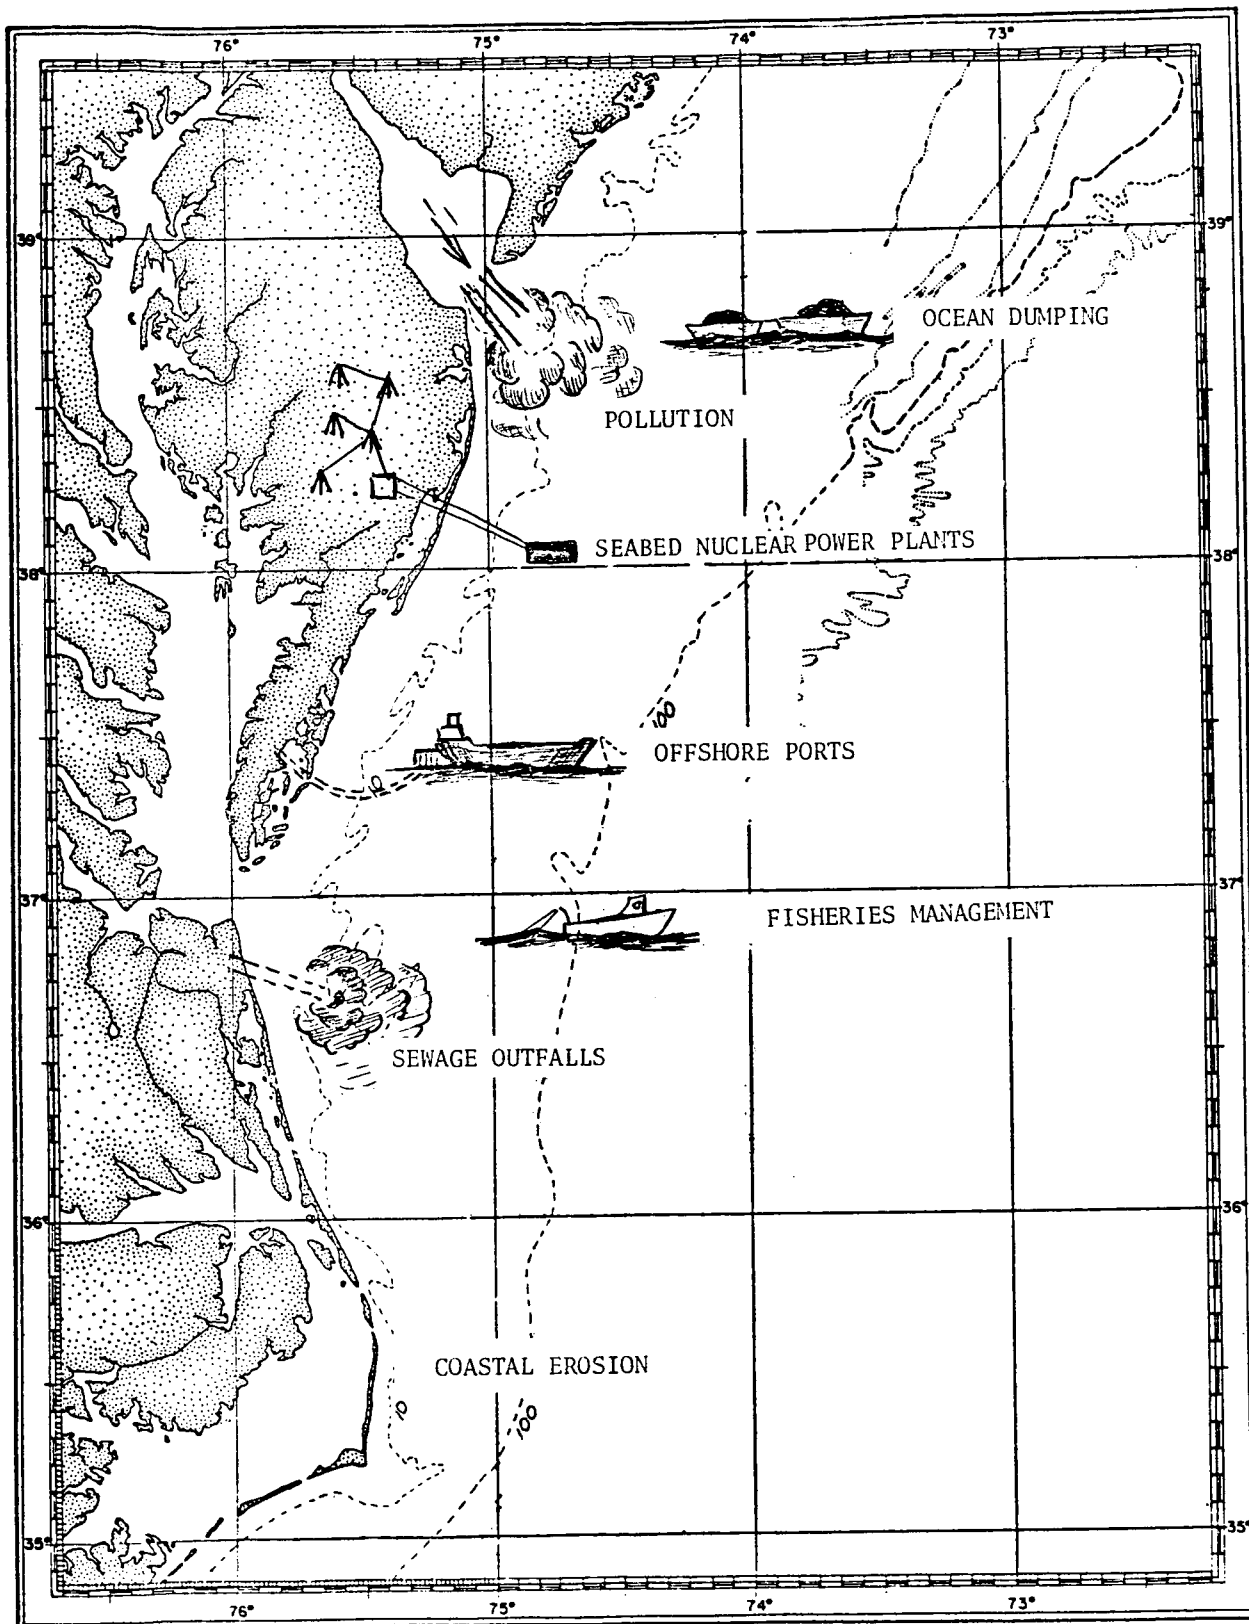 76° 75° 74° 73°
39° 39°
OCEAN DUMPING
POLLUTION
SEABED NUCLEAR POWER PLANTS
38° 38°
100
OFFSHORE PORTS
10
37° 37°
FISHERIES MANAGEMENT
SEWAGE OUTFALLS
36° 36°
COASTAL EROSION
10
100
35° 35°
76° 75° 74° 73°